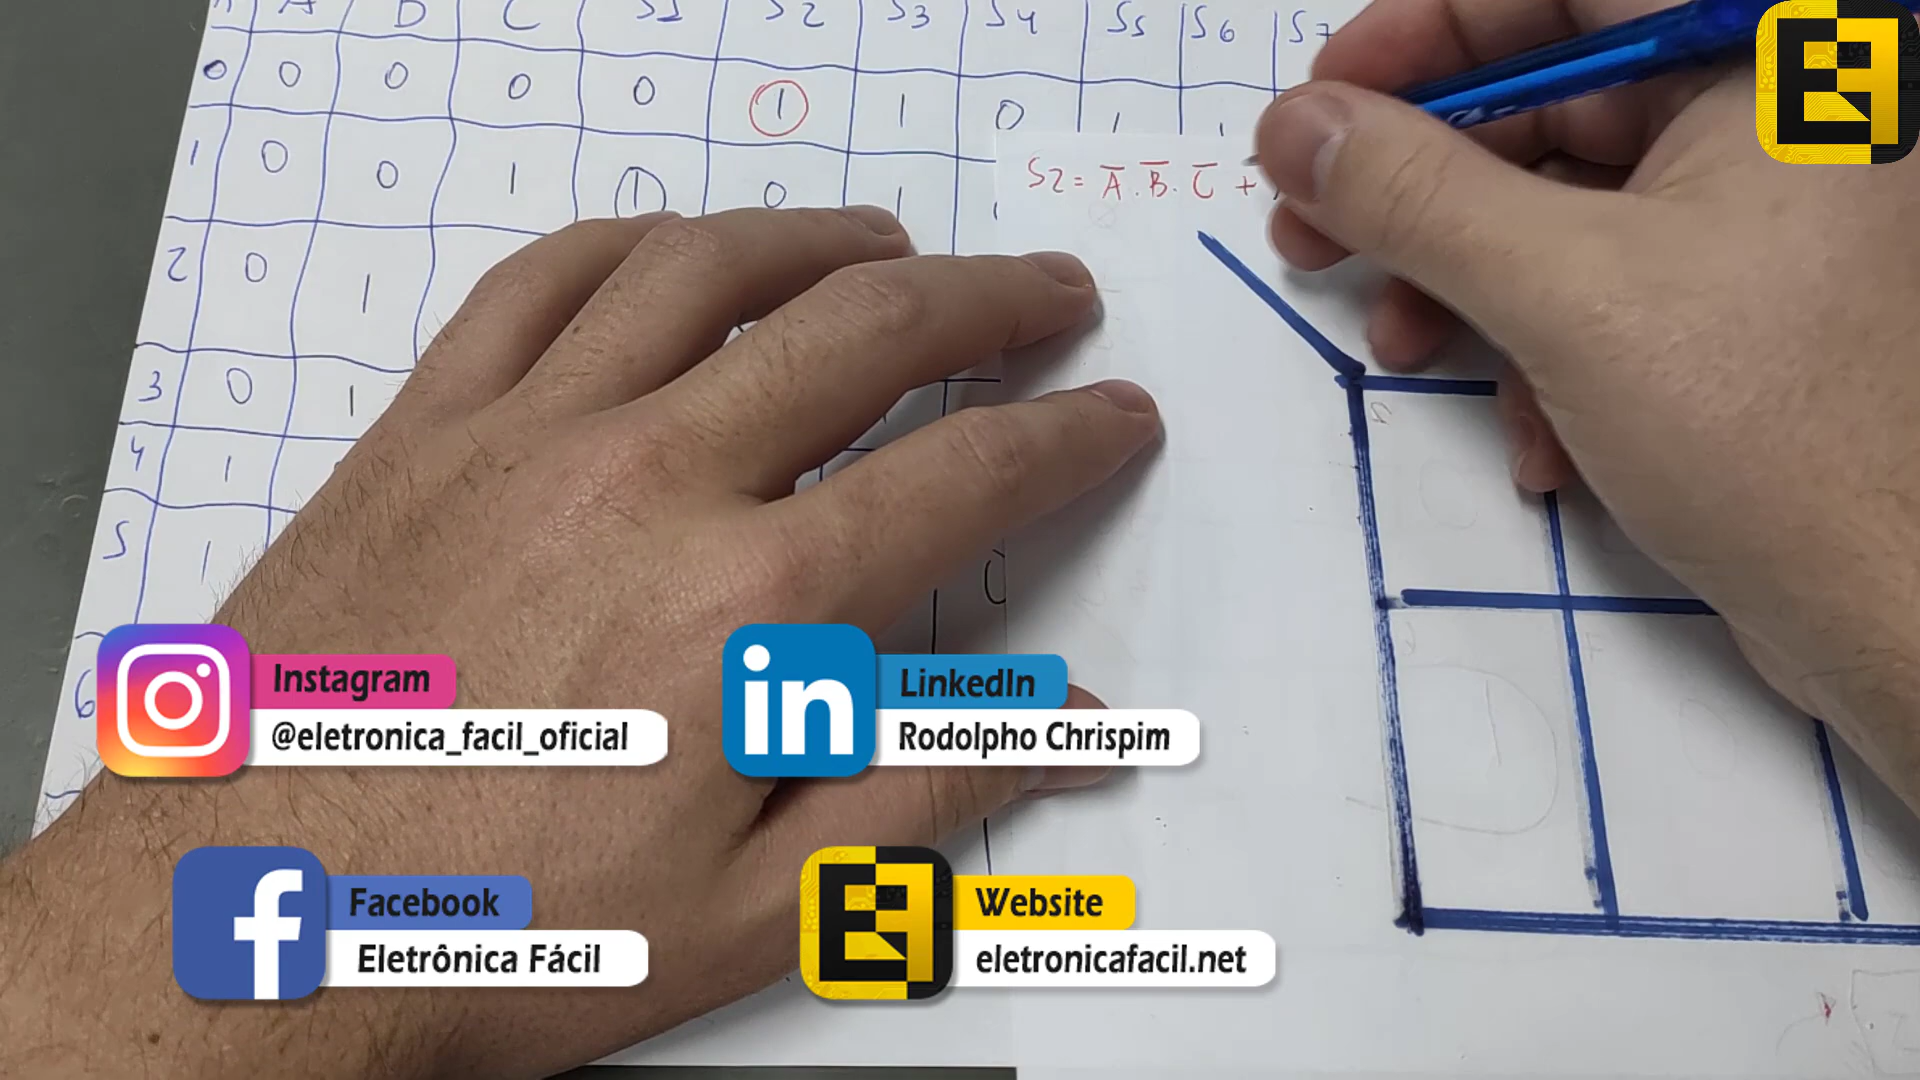 A B C S1 S2 S3 S4 S5 S6 S7
0 0 0 0 0 1 1 0 1 1
1 0 0 1 1 0 1
S2 = A̅ . B̅ . C̅ +
2 0 1
3 0 1
4 1
5 1
6
Instagram
@eletronica_facil_oficial
LinkedIn
Rodolpho Chrispim
Facebook
Eletrônica Fácil
Website
eletronicafacil.net